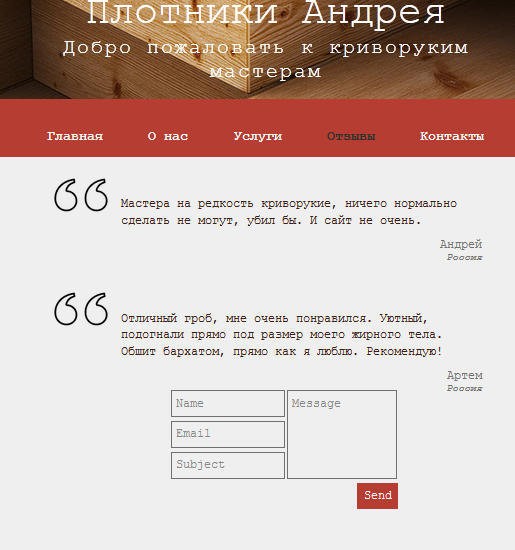 Плотники Андрея
Добро пожаловать к криворуким
мастерам
Главная О нас Услуги Отзывы Контакты
Мастера на редкость криворукие, ничего нормально
сделать не могут, убил бы. И сайт не очень.
Андрей
Россия
Отличный гроб, мне очень понравился. Уютный,
подогнали прямо под размер моего жирного тела.
Обшит бархатом, прямо как я люблю. Рекомендую!
Артем
Россия
Name
Message
Email
Subject
Send